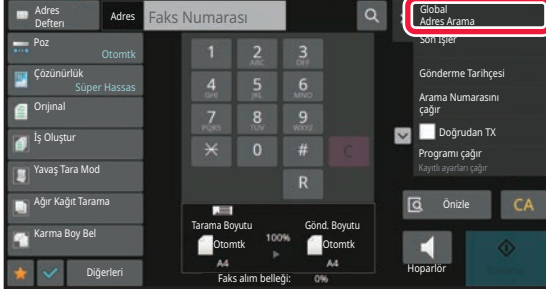 Adres
Defteri
Adres
Faks Numarası
Global
Adres Arama
Son İşler
Poz
Otomtk
Çözünürlük
Süper Hassas
Orijinal
İş Oluştur
Yavaş Tara Mod
Ağır Kağıt Tarama
Karma Boy Bel
Diğerleri
1
2
ABC
3
DEF
4
GHI
5
JKL
6
MNO
7
PQRS
8
TUV
9
WXYZ
0
#
C
R
Tarama Boyutu
Otomtk
A4
100%
Gönd. Boyutu
Otomtk
A4
Faks alım belleği:
0%
Gönderme Tarihçesi
Arama Numarasını
çağır
Doğrudan TX
Programı çağır
Kayıtlı ayarları çağır
Önizle
CA
Hoparlör